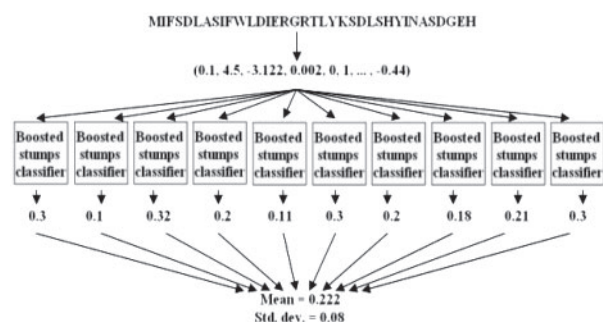 MIFSDLASIFWLDIERGRTLYKSDLSHYINASDGEH
(0.1, 4.5, -3.122, 0.002, 0, 1, ... , -0.44)
Boosted Boosted Boosted Boosted Boosted Boosted Boosted Boosted Boosted Boosted
stumps stumps stumps stumps stumps stumps stumps stumps stumps stumps
classifier classifier classifier classifier classifier classifier classifier classifier classifier classifier
0.3 0.1 0.32 0.2 0.11 0.3 0.2 0.18 0.21 0.3
Mean = 0.222
Std. dev. = 0.08